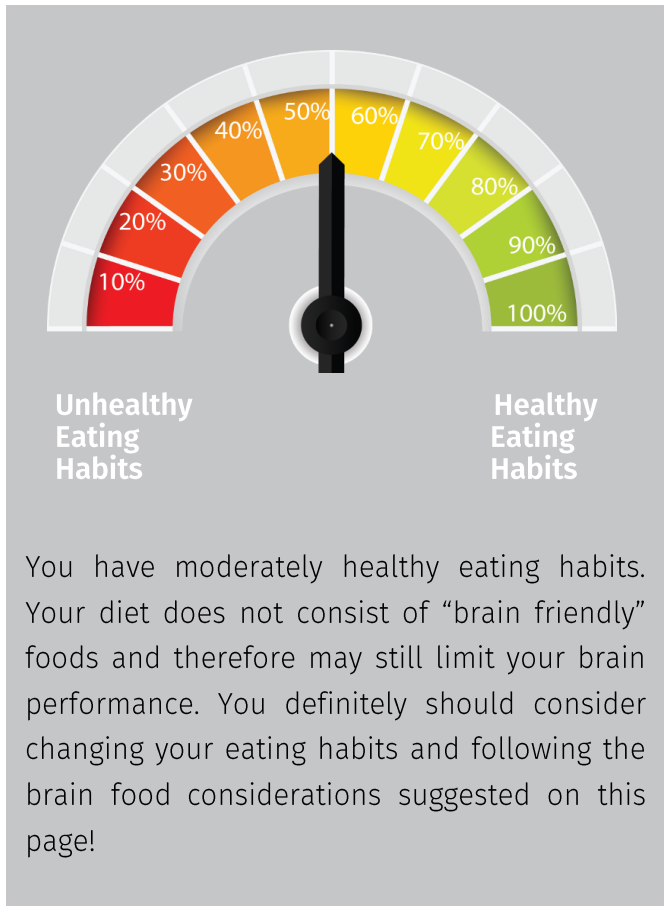 10%
20%
30%
40%
50%
60%
70%
80%
90%
100%
Unhealthy
Eating
Habits
Healthy
Eating
Habits
You have moderately healthy eating habits.
Your diet does not consist of “brain friendly”
foods and therefore may still limit your brain
performance. You definitely should consider
changing your eating habits and following the
brain food considerations suggested on this
page!